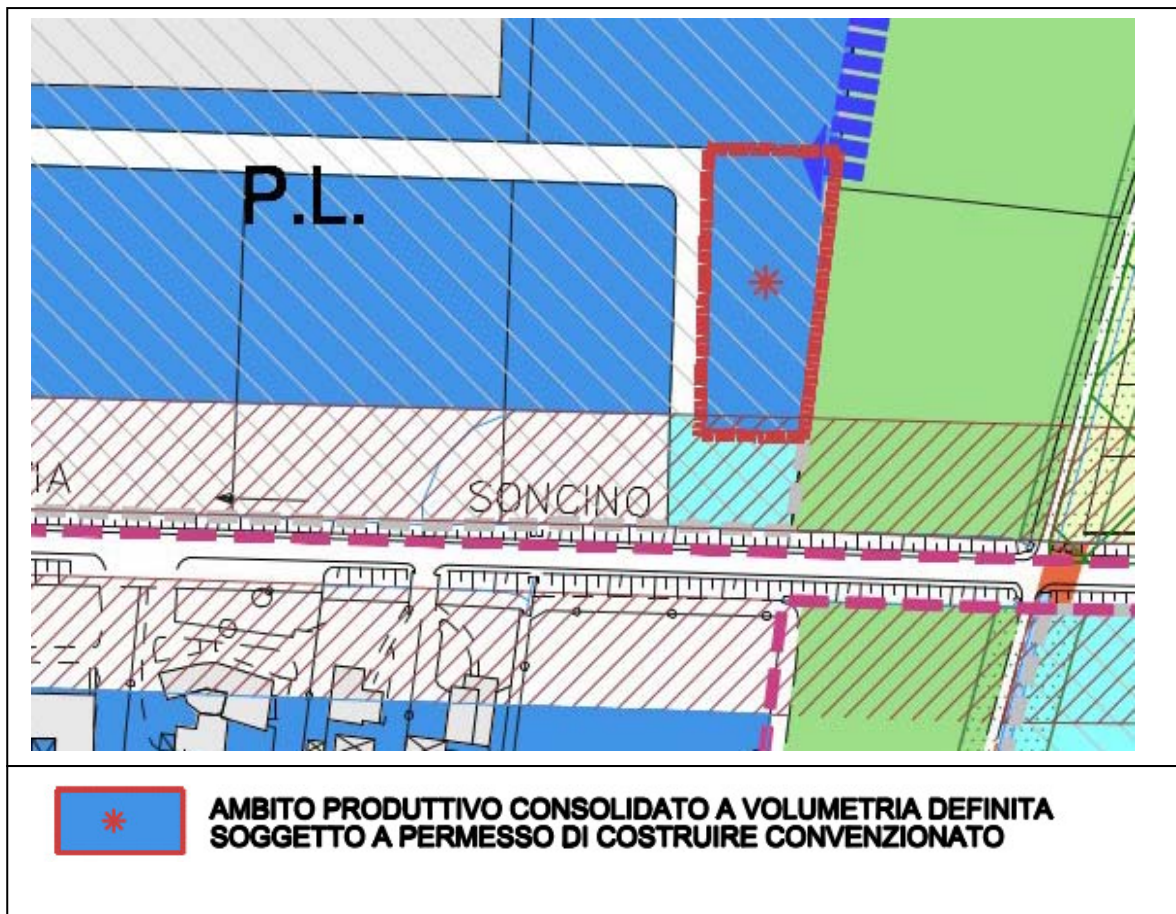 P.L.
SONCINO
AMBITO PRODUTTIVO CONSOLIDATO A VOLUMETRIA DEFINITA
SOGGETTO A PERMESSO DI COSTRUIRE CONVENZIONATO